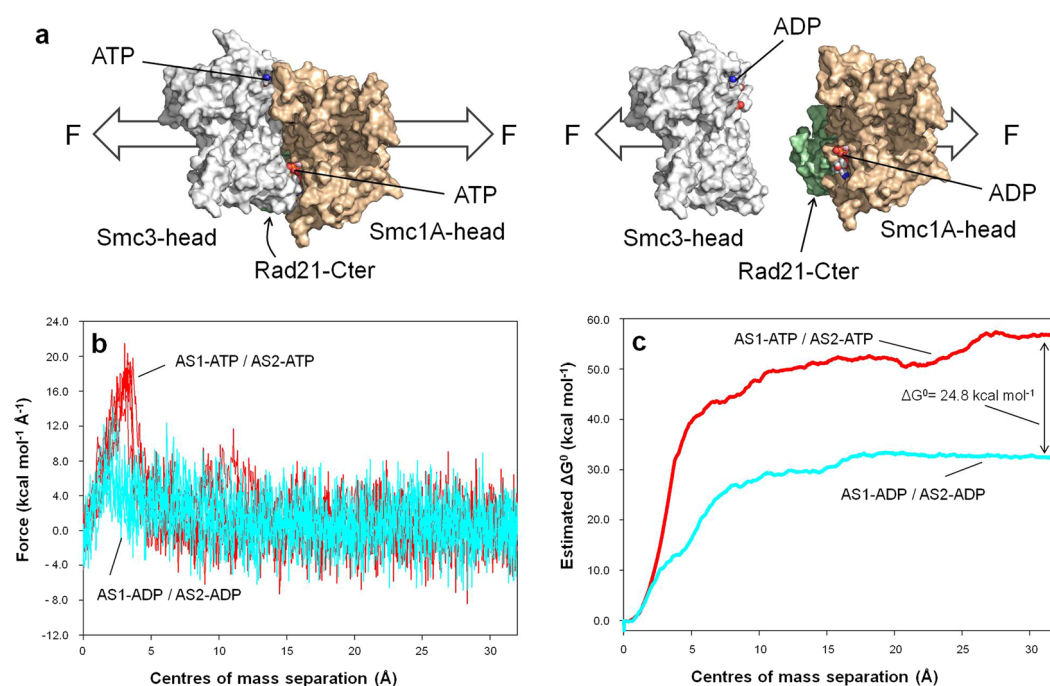 a
ATP
F
F
ATP
Smc3-head
Smc1A-head
Rad21-Cter
ADP
F
F
ADP
Smc3-head
Smc1A-head
Rad21-Cter
b
Force (kcal mol⁻¹ Å⁻¹)
24.0
20.0
16.0
12.0
8.0
4.0
0.0
-4.0
-8.0
-12.0
AS1-ATP / AS2-ATP
AS1-ADP / AS2-ADP
0 5 10 15 20 25 30
Centres of mass separation (Å)
c
Estimated ΔG⁰ (kcal mol⁻¹)
60.0
50.0
40.0
30.0
20.0
10.0
0.0
AS1-ATP / AS2-ATP
ΔG⁰= 24.8 kcal mol⁻¹
AS1-ADP / AS2-ADP
0 5 10 15 20 25 30
Centres of mass separation (Å)